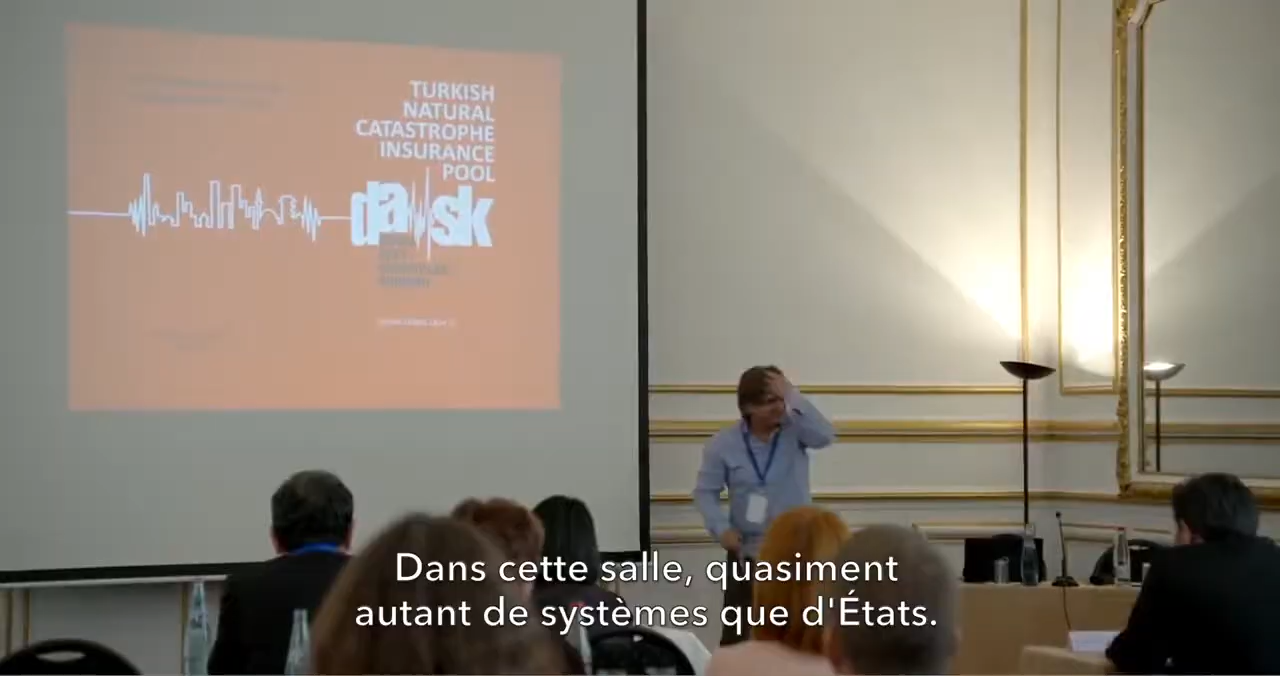 TURKISH
NATURAL
CATASTROPHE
INSURANCE
POOL
dask
Dans cette salle, quasiment
autant de systèmes que d'États.